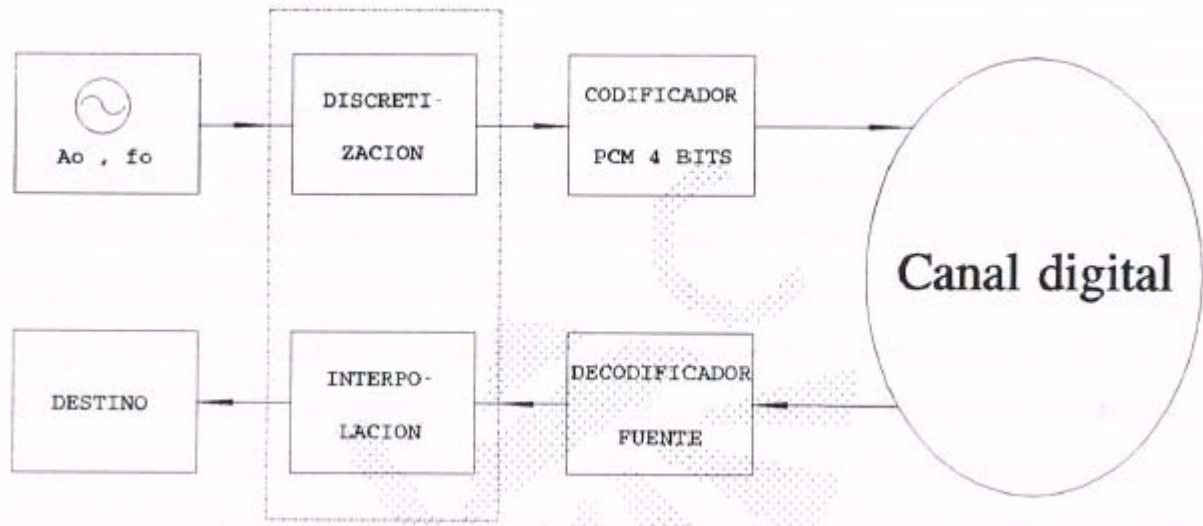 Ao , fo
DISCRETI-
ZACION
CODIFICADOR
PCM 4 BITS
Canal digital
DESTINO
INTERPO-
LACION
DECODIFICADOR
FUENTE